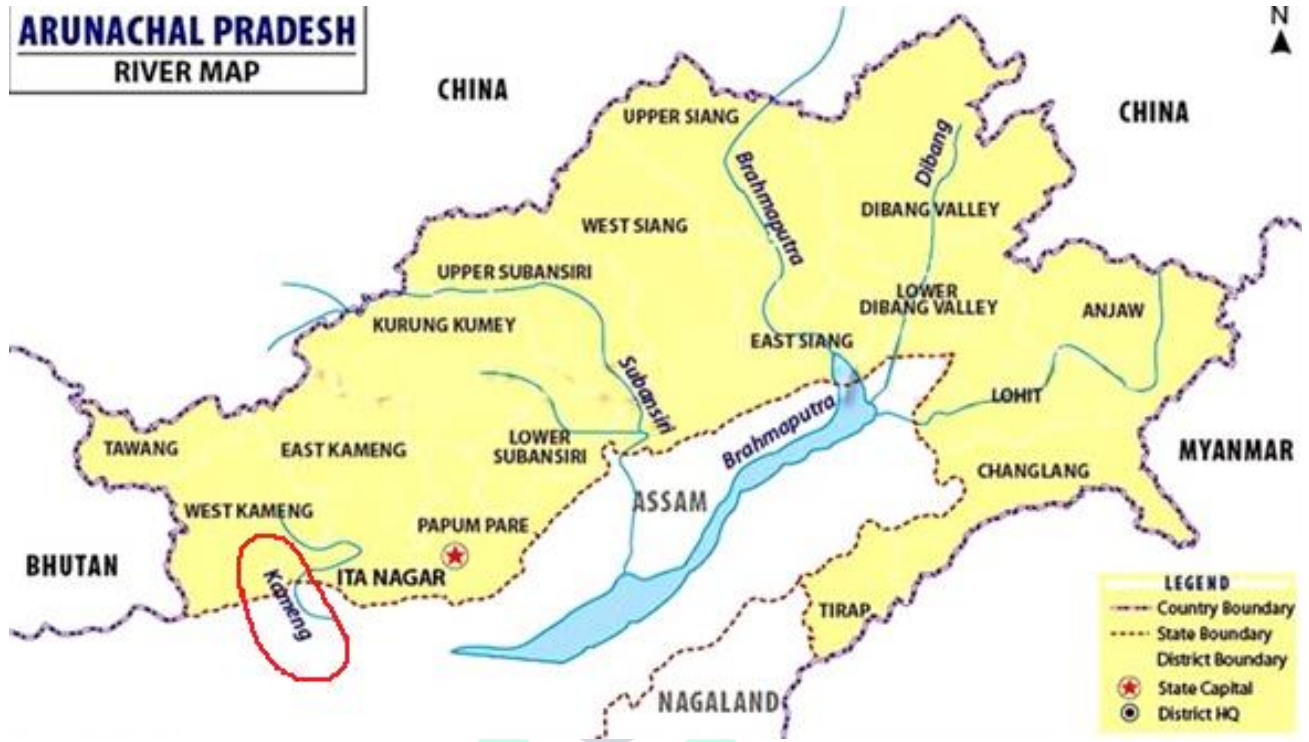 ARUNACHAL PRADESH
RIVER MAP
N
CHINA
CHINA
UPPER SIANG
Brahmaputra
Dibang
DIBANG VALLEY
WEST SIANG
UPPER SUBANSIRI
LOWER
DIBANG VALLEY
ANJAW
KURUNG KUMEY
EAST SIANG
Subansiri
LOHIT
Brahmaputra
TAWANG
EAST KAMENG
LOWER
SUBANSIRI
MYANMAR
CHANGLANG
ASSAM
WEST KAMENG
PAPUM PARE
BHUTAN
Kameng
ITA NAGAR
TIRAP
NAGALAND
LEGEND
Country Boundary
State Boundary
District Boundary
State Capital
District HQ